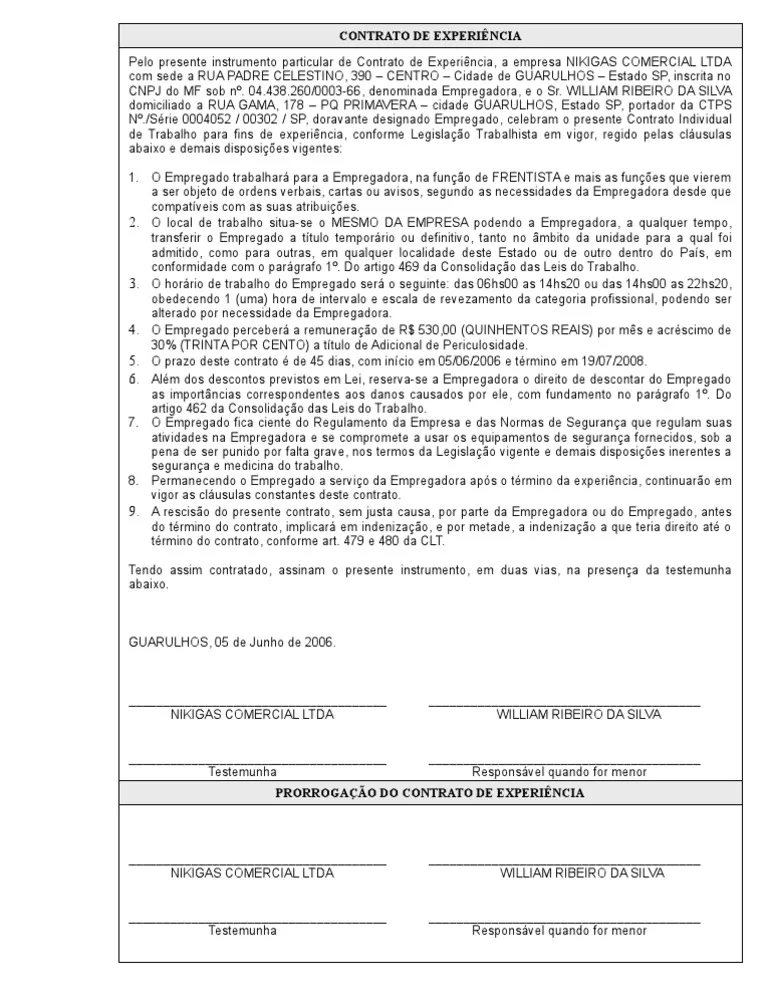 CONTRATO DE EXPERIÊNCIA
Pelo presente instrumento particular de Contrato de Experiência, a empresa NIKIGAS COMERCIAL LTDA
com sede a RUA PADRE CELESTINO, 390 – CENTRO – Cidade de GUARULHOS – Estado SP, inscrita no
CNPJ do MF sob nº. 04.438.260/0003-66, denominada Empregadora, e o Sr. WILLIAM RIBEIRO DA SILVA
domiciliado a RUA GAMA, 178 – PQ PRIMAVERA – cidade GUARULHOS, Estado SP, portador da CTPS
Nº./Série 0004052 / 00302 / SP, doravante designado Empregado, celebram o presente Contrato Individual
de Trabalho para fins de experiência, conforme Legislação Trabalhista em vigor, regido pelas cláusulas
abaixo e demais disposições vigentes:
1. O Empregado trabalhará para a Empregadora, na função de FRENTISTA e mais as funções que vierem
a ser objeto de ordens verbais, cartas ou avisos, segundo as necessidades da Empregadora desde que
compatíveis com as suas atribuições.
2. O local de trabalho situa-se o MESMO DA EMPRESA podendo a Empregadora, a qualquer tempo,
transferir o Empregado a título temporário ou definitivo, tanto no âmbito da unidade para a qual foi
admitido, como para outras, em qualquer localidade deste Estado ou de outro dentro do País, em
conformidade com o parágrafo 1º. Do artigo 469 da Consolidação das Leis do Trabalho.
3. O horário de trabalho do Empregado será o seguinte: das 06hs00 as 14hs20 ou das 14hs00 as 22hs20,
obedecendo 1 (uma) hora de intervalo e escala de revezamento da categoria profissional, podendo ser
alterado por necessidade da Empregadora.
4. O Empregado perceberá a remuneração de R$ 530,00 (QUINHENTOS REAIS) por mês e acréscimo de
30% (TRINTA POR CENTO) a título de Adicional de Periculosidade.
5. O prazo deste contrato é de 45 dias, com início em 05/06/2006 e término em 19/07/2008.
6. Além dos descontos previstos em Lei, reserva-se a Empregadora o direito de descontar do Empregado
as importâncias correspondentes aos danos causados por ele, com fundamento no parágrafo 1º. Do
artigo 462 da Consolidação das Leis do Trabalho.
7. O Empregado fica ciente do Regulamento da Empresa e das Normas de Segurança que regulam suas
atividades na Empregadora e se compromete a usar os equipamentos de segurança fornecidos, sob a
pena de ser punido por falta grave, nos termos da Legislação vigente e demais disposições inerentes a
segurança e medicina do trabalho.
8. Permanecendo o Empregado a serviço da Empregadora após o término da experiência, continuarão em
vigor as cláusulas constantes deste contrato.
9. A rescisão do presente contrato, sem justa causa, por parte da Empregadora ou do Empregado, antes
do término do contrato, implicará em indenização, e por metade, a indenização a que teria direito até o
término do contrato, conforme art. 479 e 480 da CLT.
Tendo assim contratado, assinam o presente instrumento, em duas vias, na presença da testemunha
abaixo.
GUARULHOS, 05 de Junho de 2006.
NIKIGAS COMERCIAL LTDA WILLIAM RIBEIRO DA SILVA
Testemunha Responsável quando for menor
PRORROGAÇÃO DO CONTRATO DE EXPERIÊNCIA
NIKIGAS COMERCIAL LTDA WILLIAM RIBEIRO DA SILVA
Testemunha Responsável quando for menor